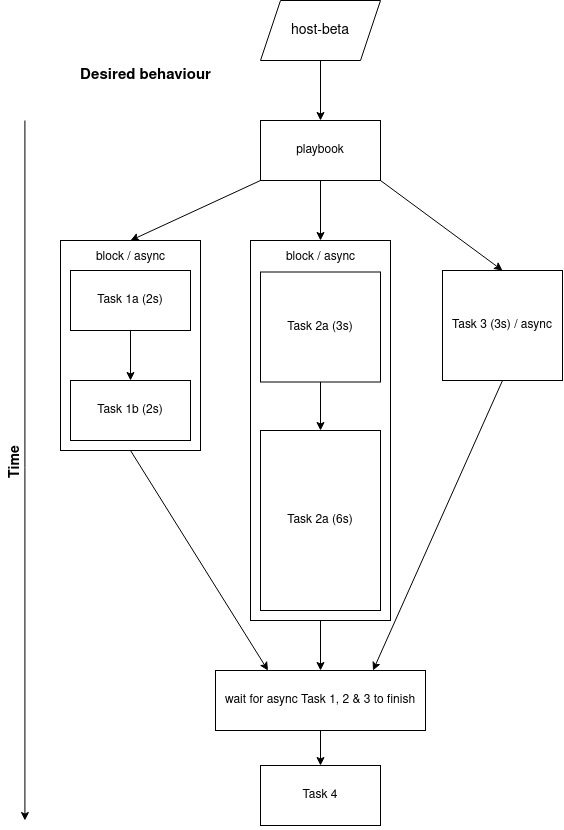 host-beta
Desired behaviour
playbook
block / async
Task 1a (2s)
Task 1b (2s)
block / async
Task 2a (3s)
Task 2a (6s)
Task 3 (3s) / async
Time
wait for async Task 1, 2 & 3 to finish
Task 4